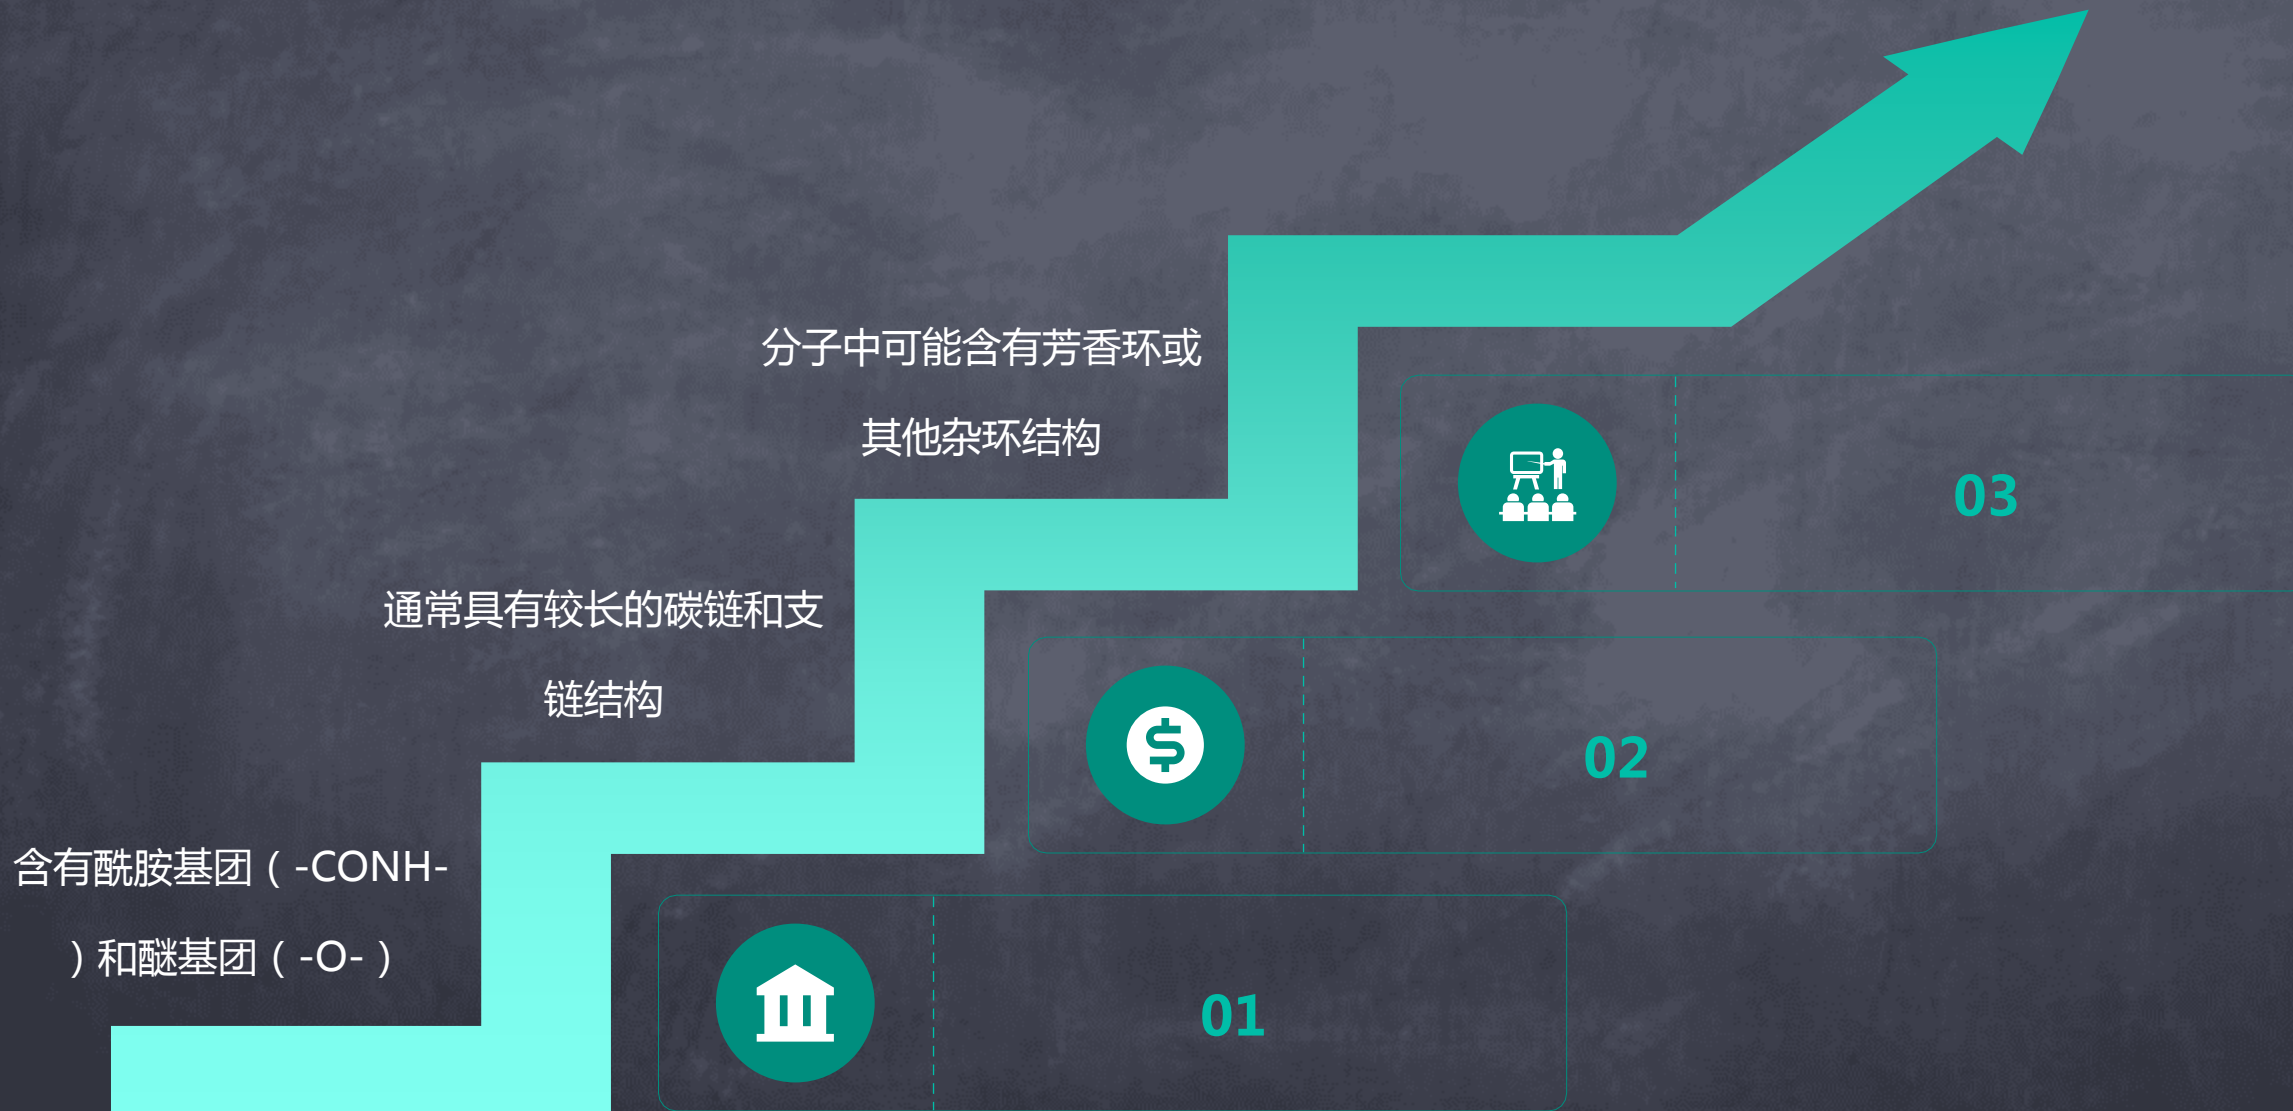 分子中可能含有芳香环或
其他杂环结构
03
通常具有较长的碳链和支
链结构
02
含有酰胺基团（-CONH-
）和醚基团（-O-）
01